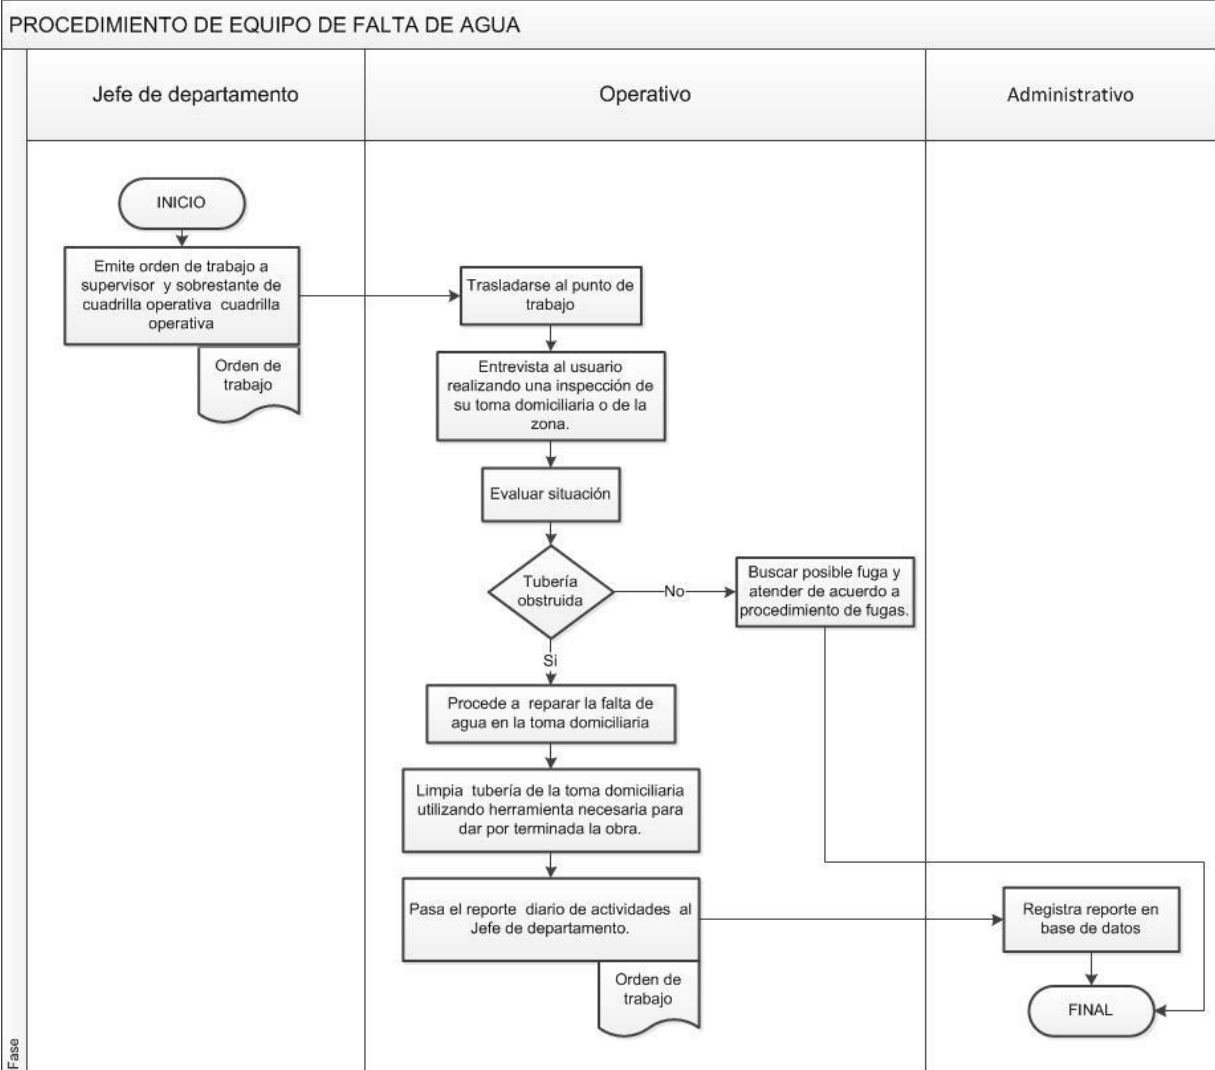 PROCEDIMIENTO DE EQUIPO DE FALTA DE AGUA
Jefe de departamento
Operativo
Administrativo
INICIO
Emite orden de trabajo a
supervisor y sobrestante de
cuadrilla operativa cuadrilla
operativa
Orden de
trabajo
Trasladarse al punto de
trabajo
Entrevista al usuario
realizando una inspección de
su toma domiciliaria o de la
zona.
Evaluar situación
Tubería
obstruida
No
Buscar posible fuga y
atender de acuerdo a
procedimiento de fugas.
Si
Procede a reparar la falta de
agua en la toma domiciliaria
Limpia tubería de la toma domiciliaria
utilizando herramienta necesaria para
dar por terminada la obra.
Pasa el reporte diario de actividades al
Jefe de departamento.
Orden de
trabajo
Registra reporte en
base de datos
FINAL
Fase